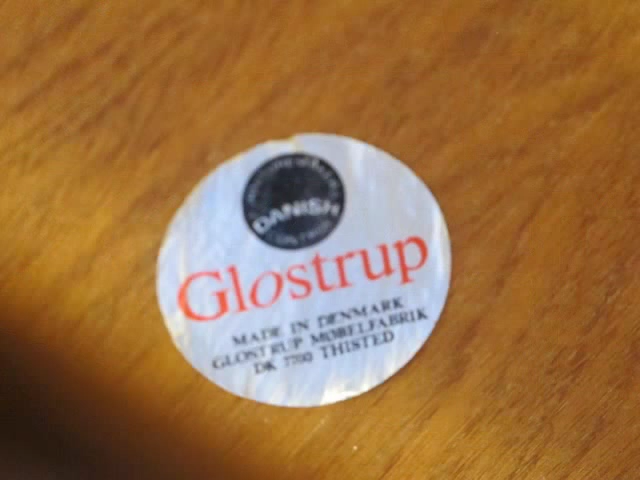 DANISH
Glostrup
MADE IN DENMARK
GLOSTRUP MØBELFABRIK
DK 7700 THISTED